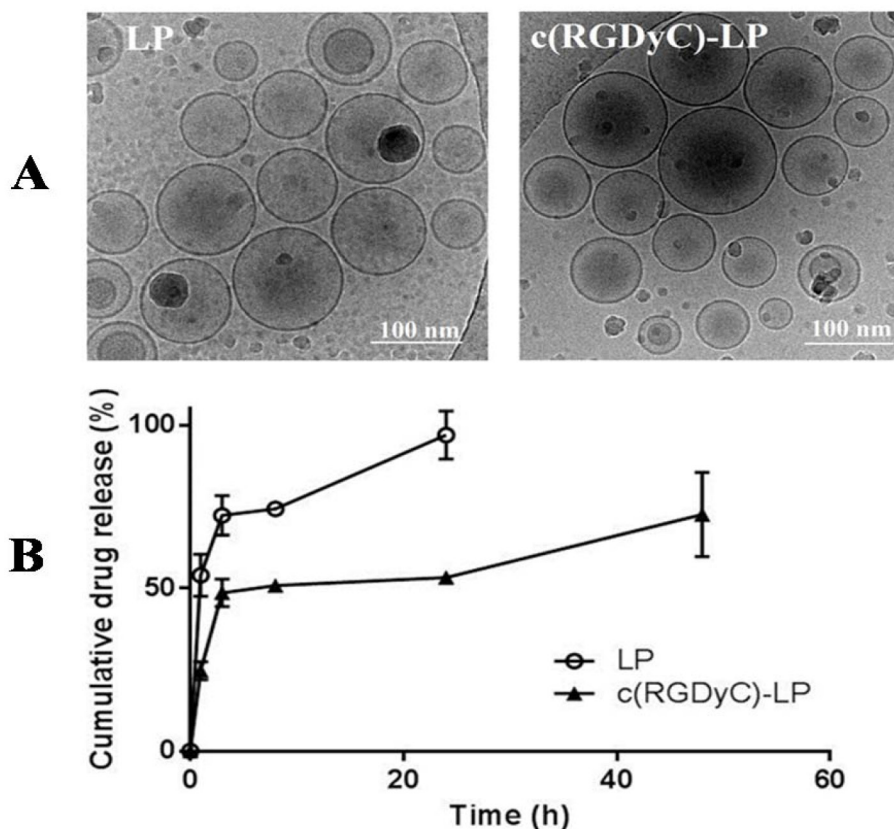 A
LP
100 nm
c(RGDyC)-LP
100 nm
B
Cumulative drug release (%)
100
50
0
0 20 40 60
Time (h)
LP
c(RGDyC)-LP